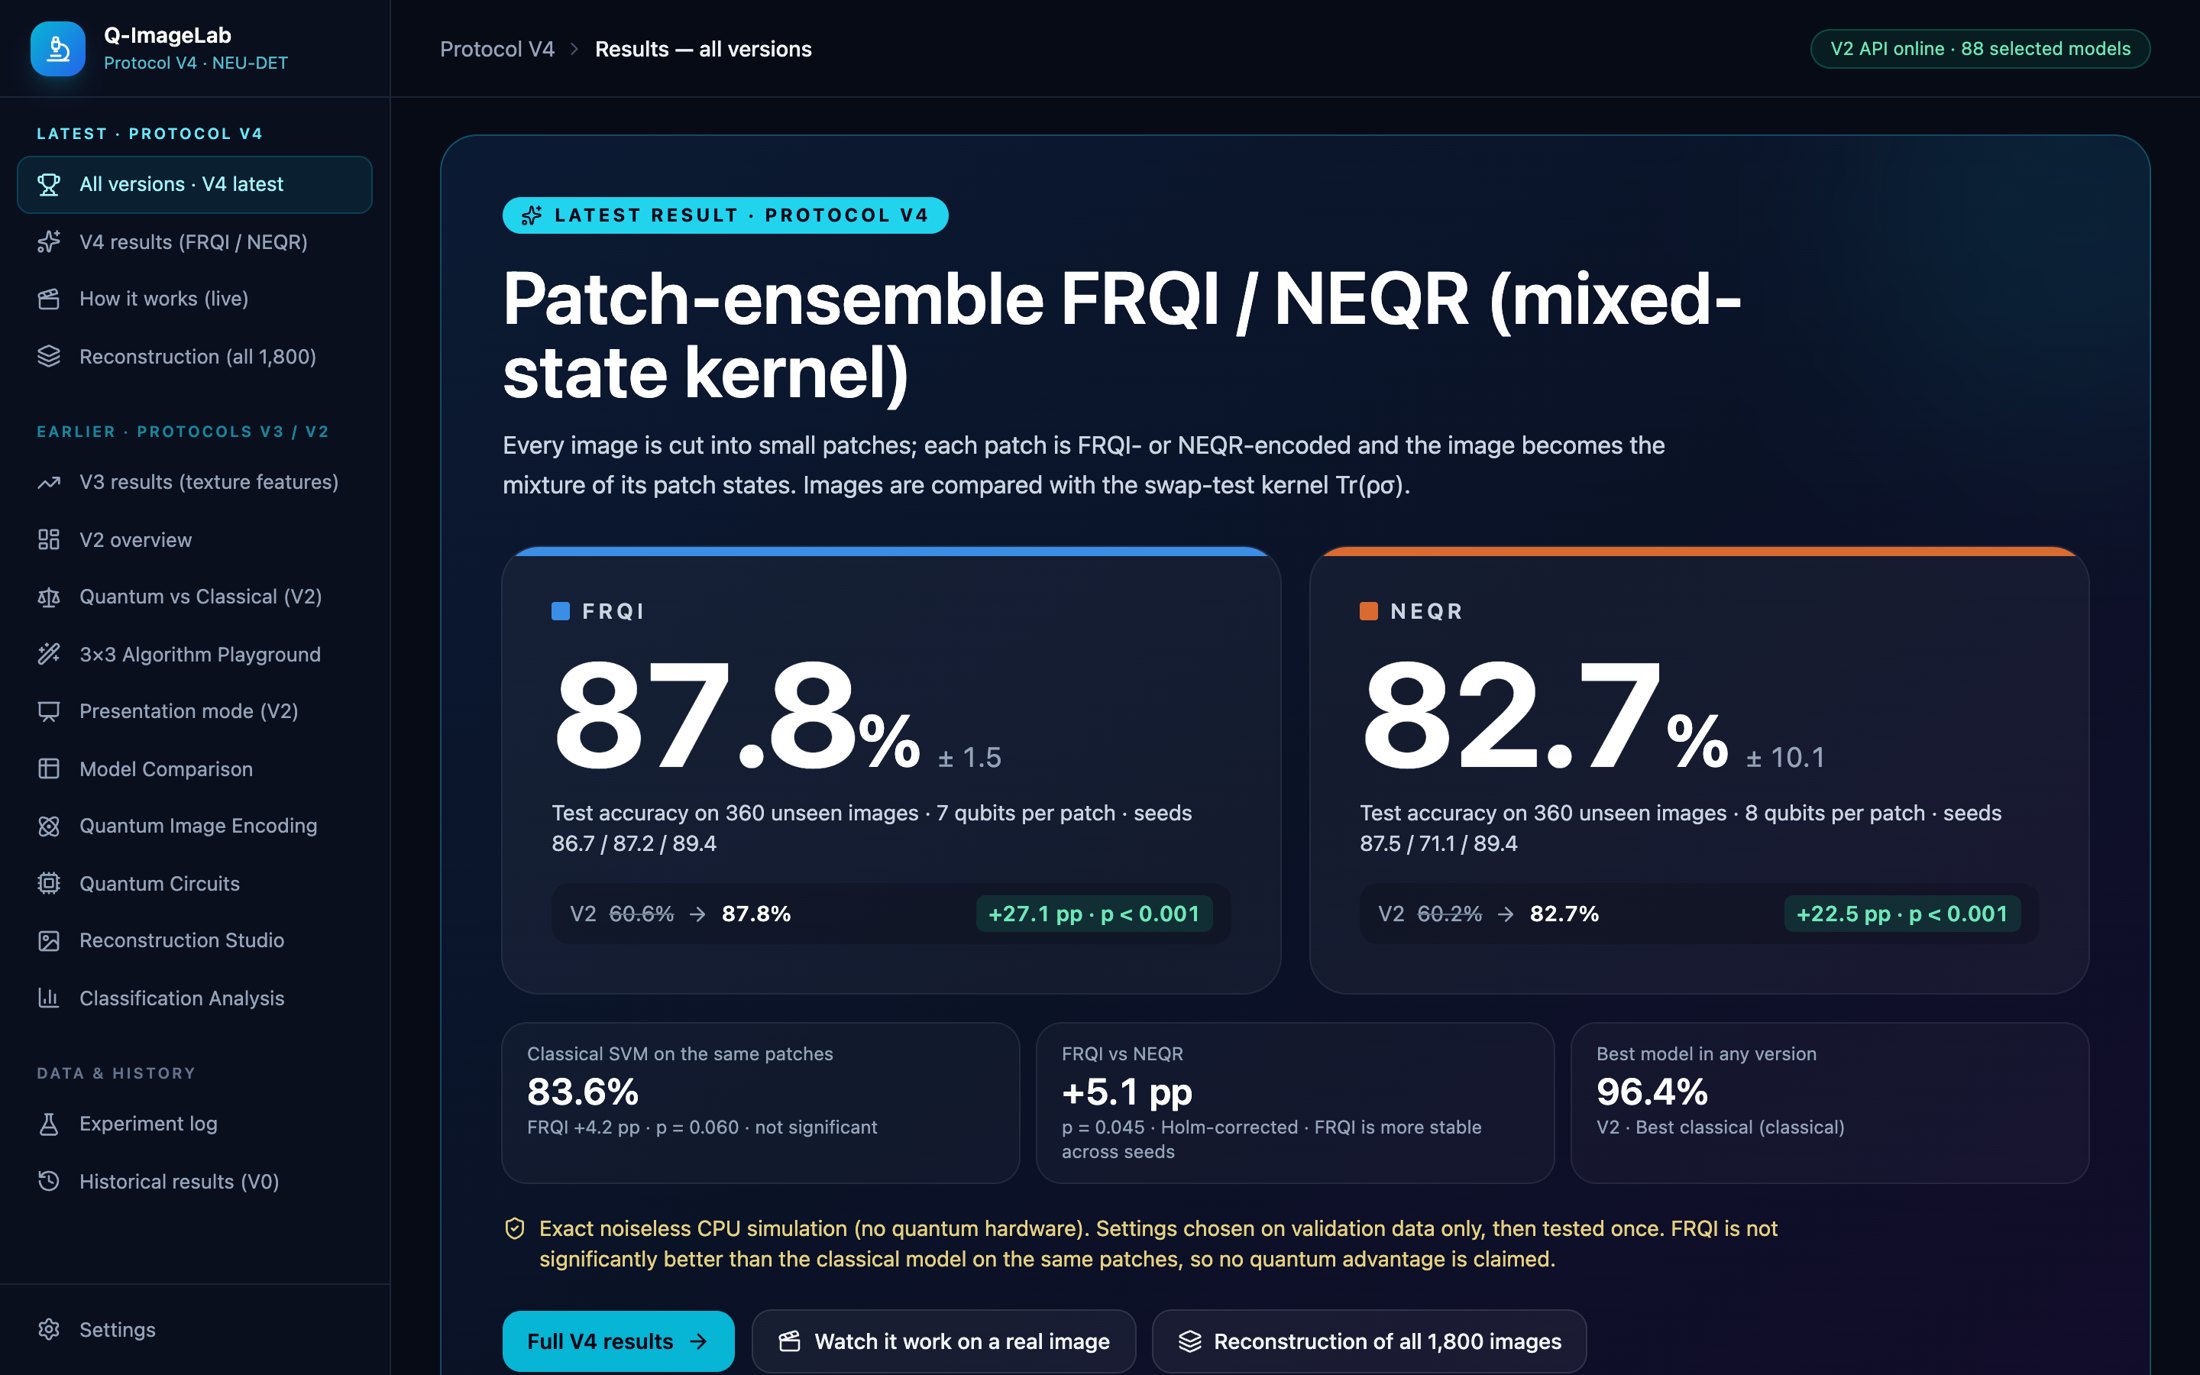 Q-ImageLab
Protocol V4 · NEU-DET
LATEST · PROTOCOL V4
All versions · V4 latest
V4 results (FRQI / NEQR)
How it works (live)
Reconstruction (all 1,800)
EARLIER · PROTOCOLS V3 / V2
V3 results (texture features)
V2 overview
Quantum vs Classical (V2)
3×3 Algorithm Playground
Presentation mode (V2)
Model Comparison
Quantum Image Encoding
Quantum Circuits
Reconstruction Studio
Classification Analysis
DATA & HISTORY
Experiment log
Historical results (V0)
Settings
Protocol V4 > Results — all versions
V2 API online · 88 selected models
LATEST RESULT · PROTOCOL V4
Patch-ensemble FRQI / NEQR (mixed-
state kernel)
Every image is cut into small patches; each patch is FRQI- or NEQR-encoded and the image becomes the
mixture of its patch states. Images are compared with the swap-test kernel Tr(ρσ).
FRQI
87.8% ± 1.5
Test accuracy on 360 unseen images · 7 qubits per patch · seeds
86.7 / 87.2 / 89.4
V2 60.6% → 87.8% +27.1 pp · p < 0.001
NEQR
82.7% ± 10.1
Test accuracy on 360 unseen images · 8 qubits per patch · seeds
87.5 / 71.1 / 89.4
V2 60.2% → 82.7% +22.5 pp · p < 0.001
Classical SVM on the same patches
83.6%
FRQI +4.2 pp · p = 0.060 · not significant
FRQI vs NEQR
+5.1 pp
p = 0.045 · Holm-corrected · FRQI is more stable
across seeds
Best model in any version
96.4%
V2 · Best classical (classical)
Exact noiseless CPU simulation (no quantum hardware). Settings chosen on validation data only, then tested once. FRQI is not
significantly better than the classical model on the same patches, so no quantum advantage is claimed.
Full V4 results →
Watch it work on a real image
Reconstruction of all 1,800 images